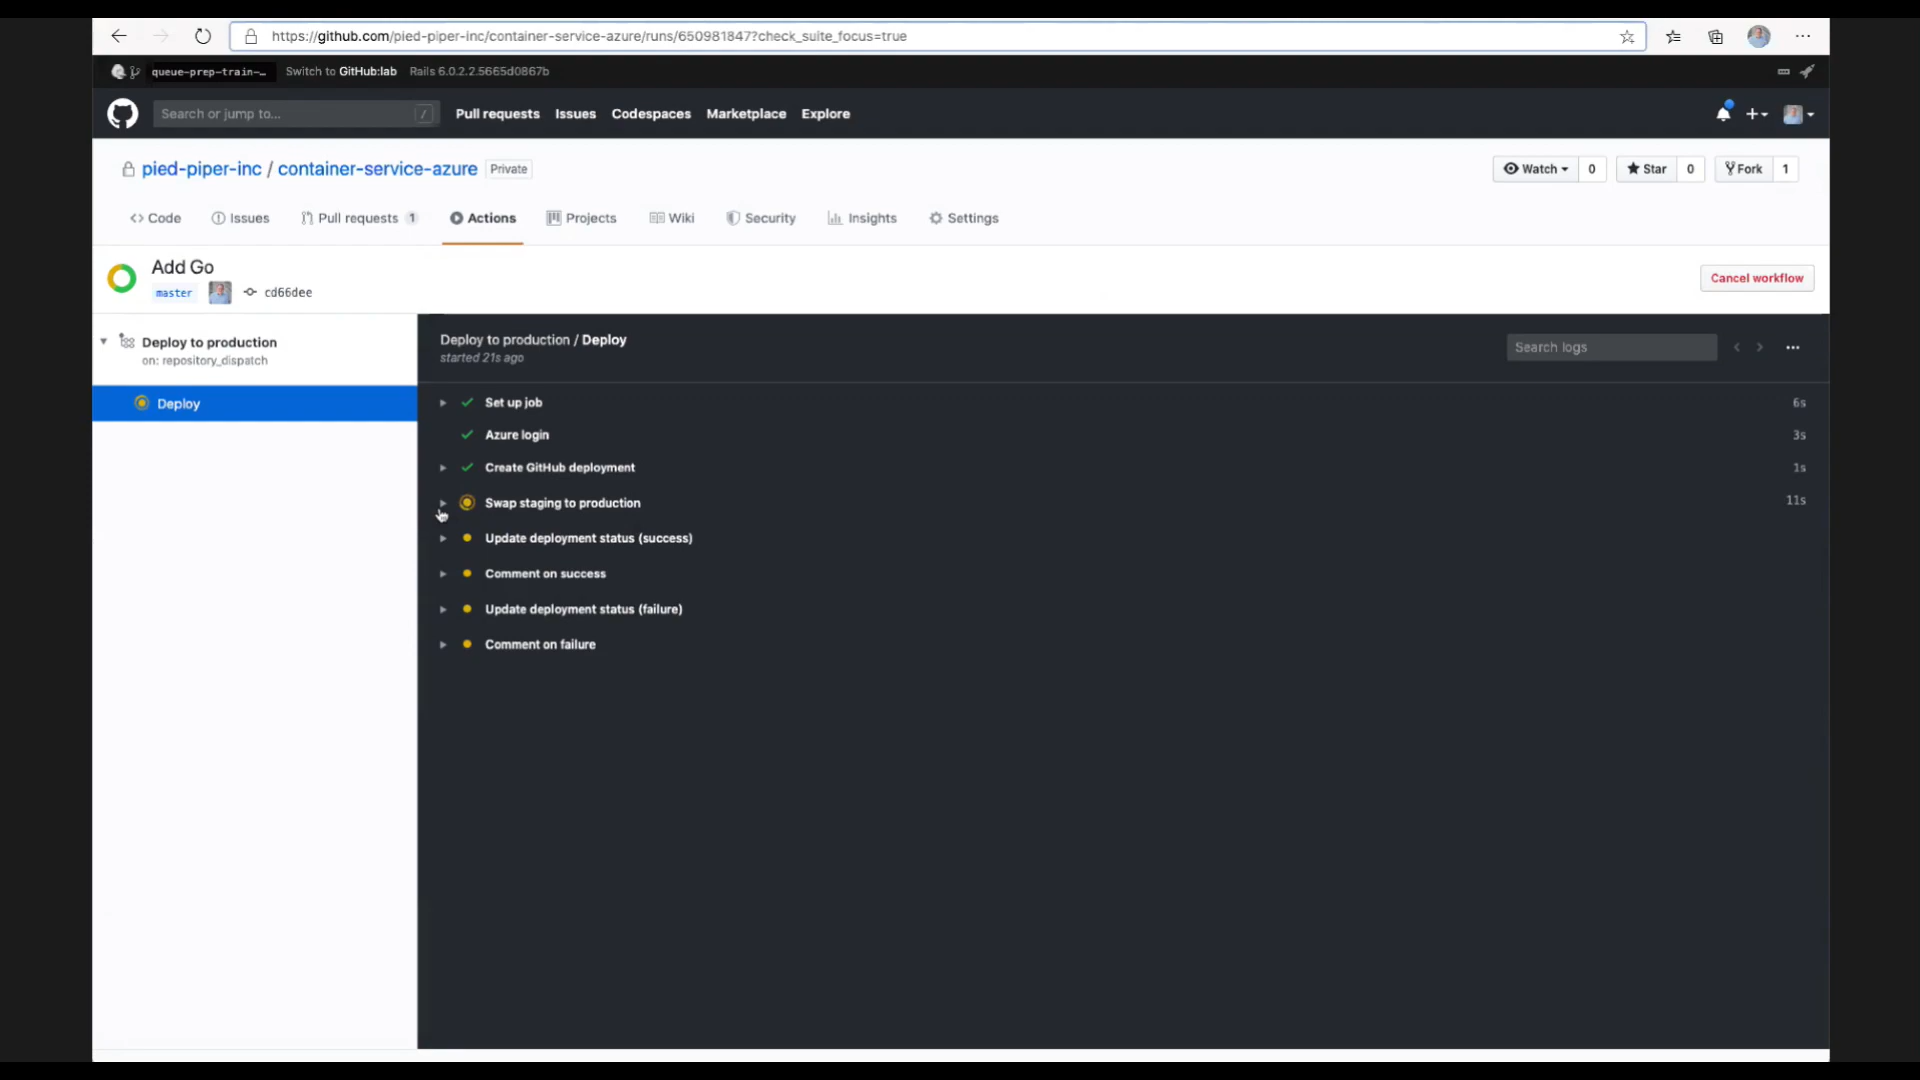 https://github.com/pied-piper-inc/container-service-azure/runs/650981847?check_suite_focus=true
queue-prep-train-… Switch to GitHub:lab Rails 6.0.2.2.5665d0867b
Search or jump to... / Pull requests Issues Codespaces Marketplace Explore
pied-piper-inc / container-service-azure Private Watch 0 Star 0 Fork 1
Code Issues Pull requests 1 Actions Projects Wiki Security Insights Settings
Add Go
master cd66dee
Cancel workflow
Deploy to production
on: repository_dispatch
Deploy
Deploy to production / Deploy
started 21s ago
Search logs
Set up job 6s
Azure login 3s
Create GitHub deployment 1s
Swap staging to production 11s
Update deployment status (success)
Comment on success
Update deployment status (failure)
Comment on failure